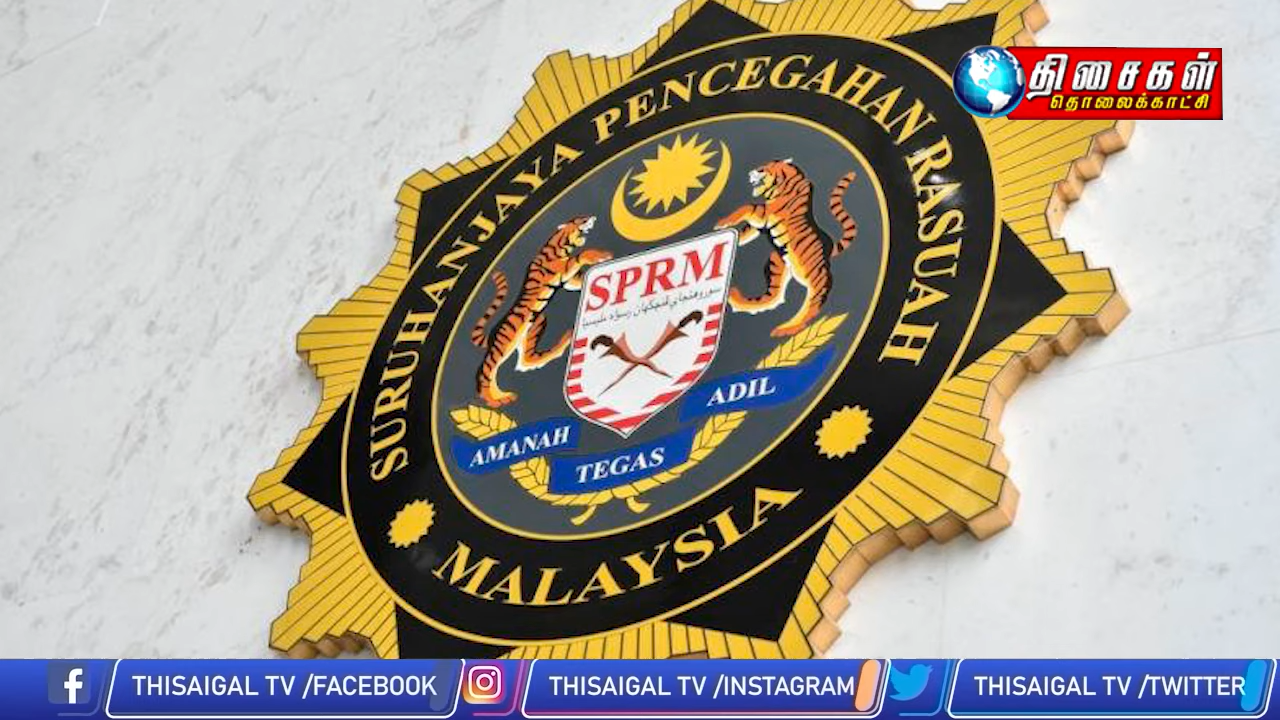 திசைகள்
தொலைக்காட்சி
SURUHANJAYA PENCEGAHAN RASUAH
SPRM
AMANAH
TEGAS
ADIL
MALAYSIA
THISAIGAL TV /FACEBOOK
THISAIGAL TV /INSTAGRAM
THISAIGAL TV /TWITTER